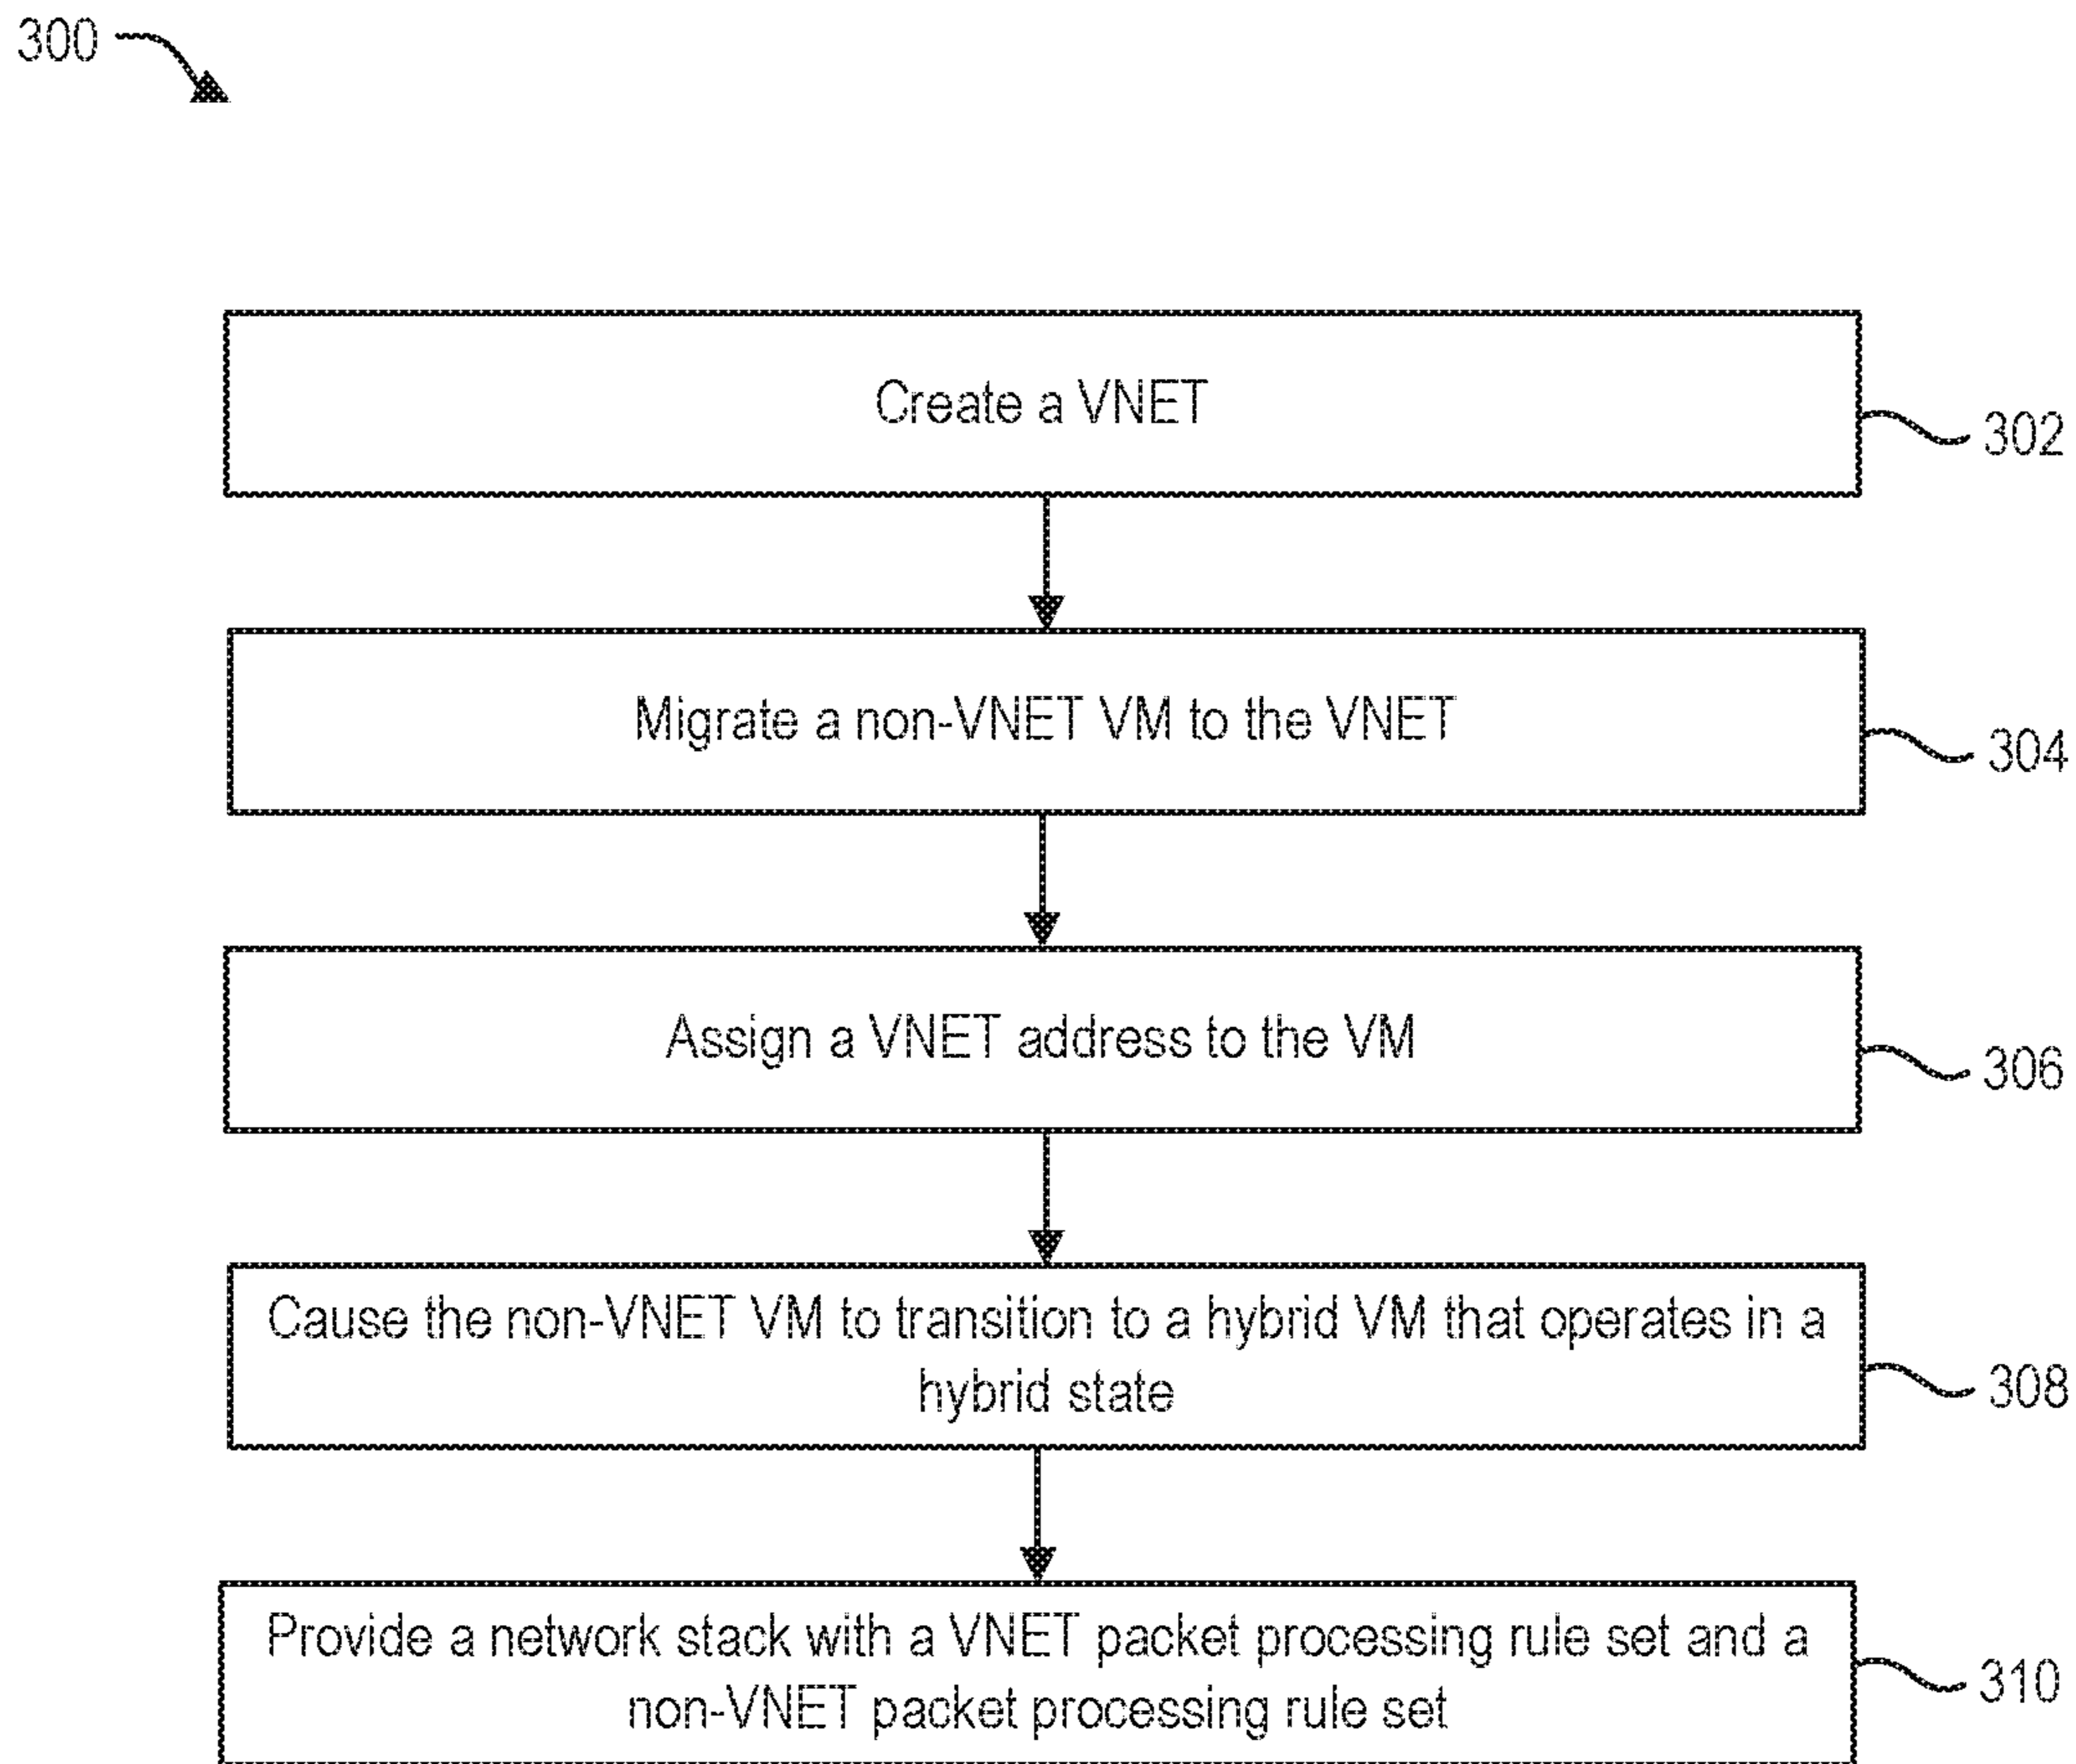 300
Create a VNET
302
Migrate a non-VNET VM to the VNET
304
Assign a VNET address to the VM
306
Cause the non-VNET VM to transition to a hybrid VM that operates in a
hybrid state
308
Provide a network stack with a VNET packet processing rule set and a
non-VNET packet processing rule set
310